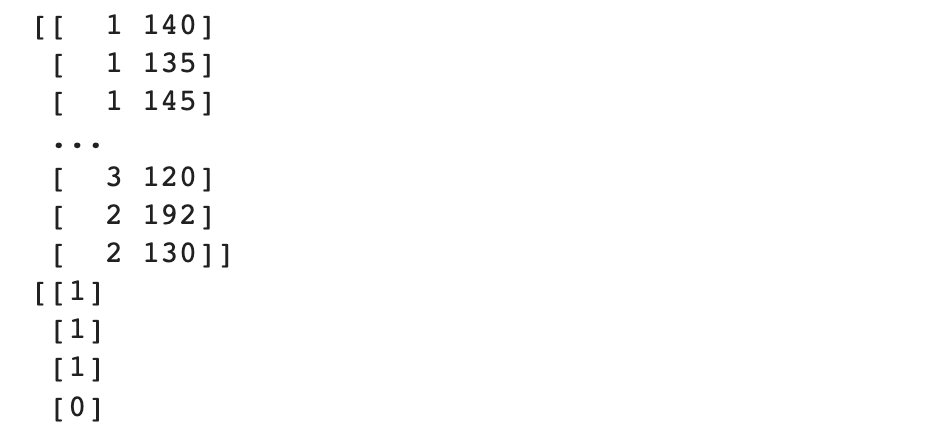 [[  1 140]
 [  1 135]
 [  1 145]
 ...
 [  3 120]
 [  2 192]
 [  2 130]]
[[1]
 [1]
 [1]
 [0]